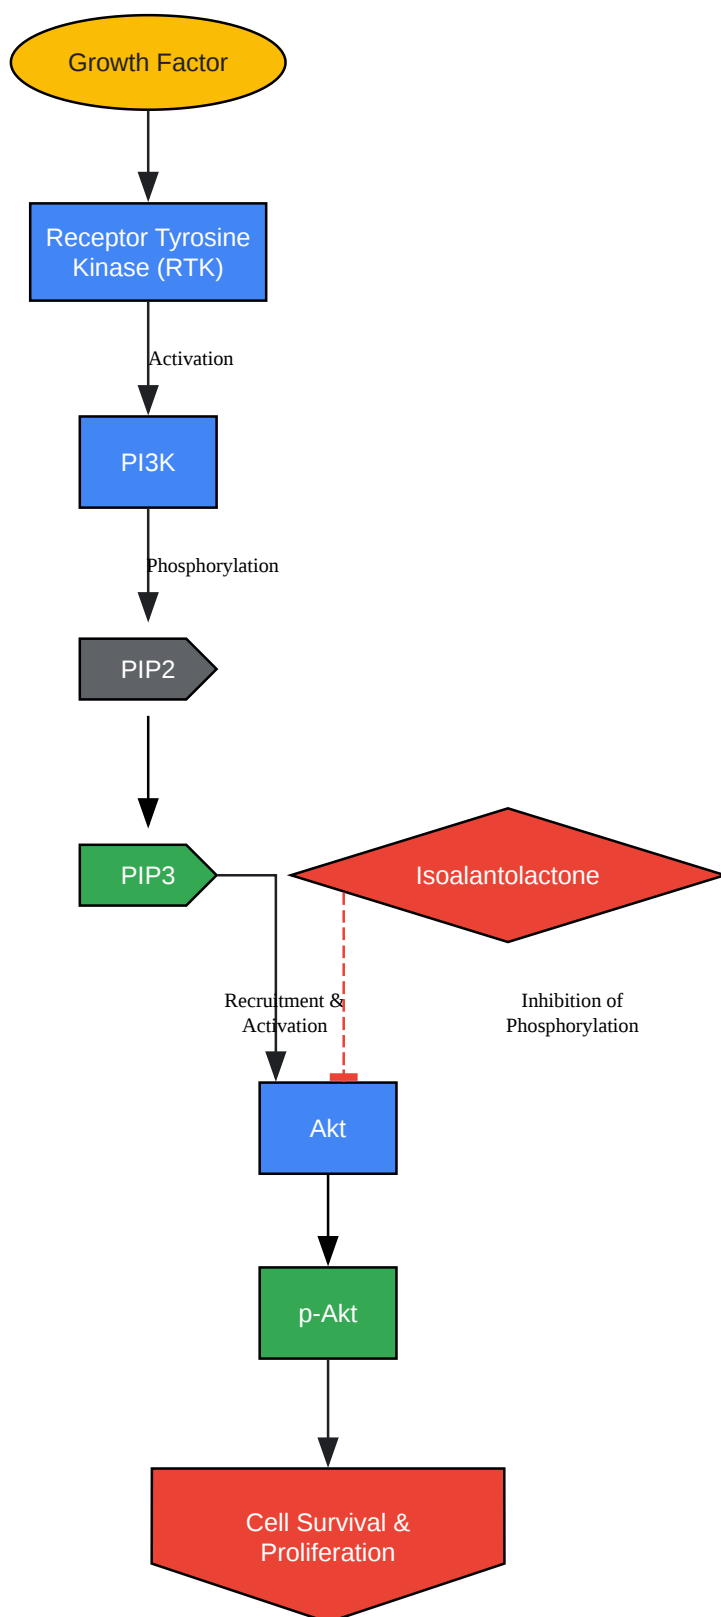 Growth Factor
Receptor Tyrosine
Kinase (RTK)
Activation
PI3K
Phosphorylation
PIP2
PIP3
Isoalantolactone
Recruitment &
Activation
Inhibition of
Phosphorylation
Akt
p-Akt
Cell Survival &
Proliferation